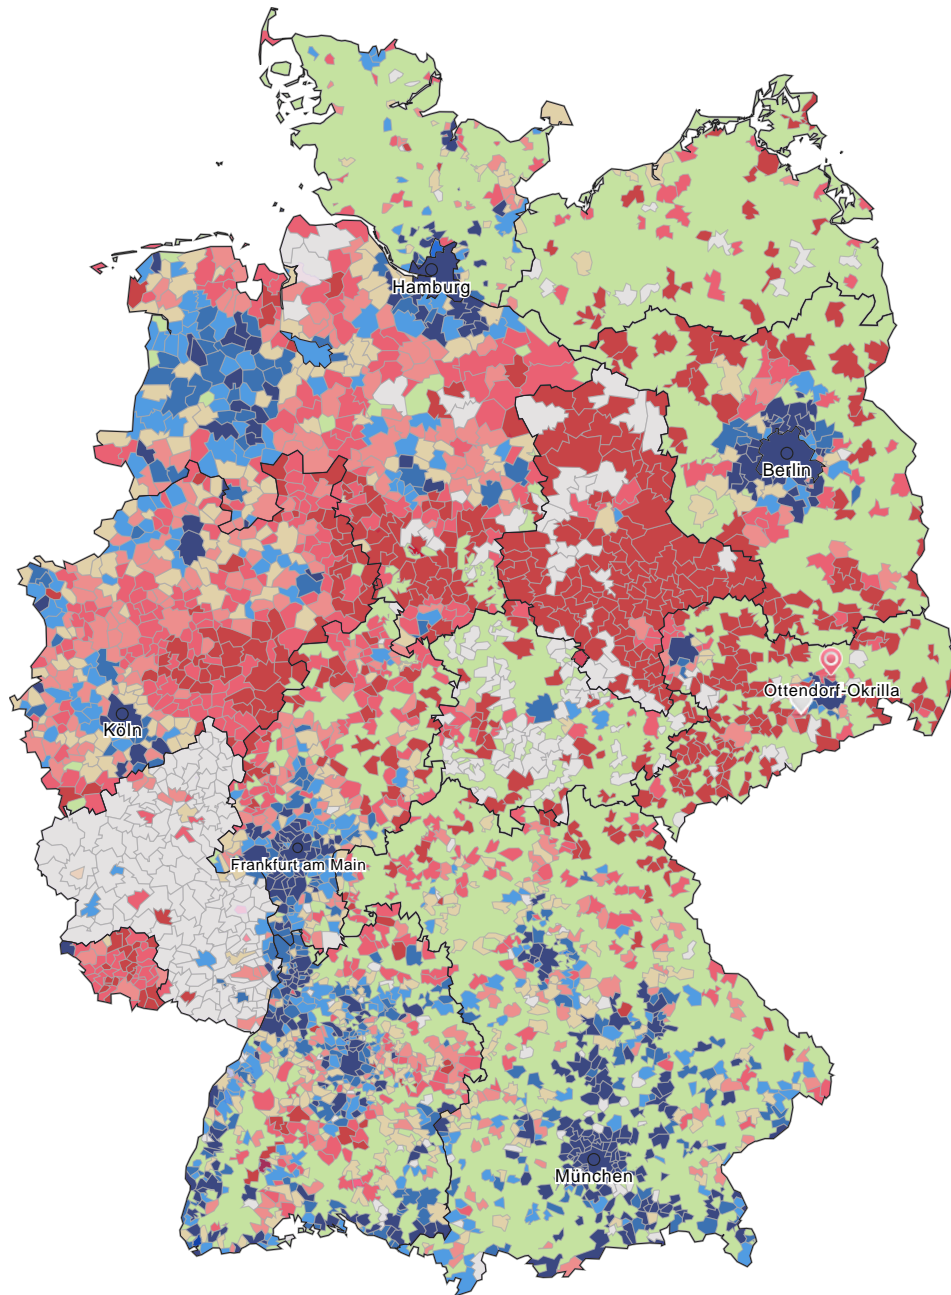 Hamburg
Berlin
Ottendorf-Okrilla
Köln
Frankfurt am Main
München